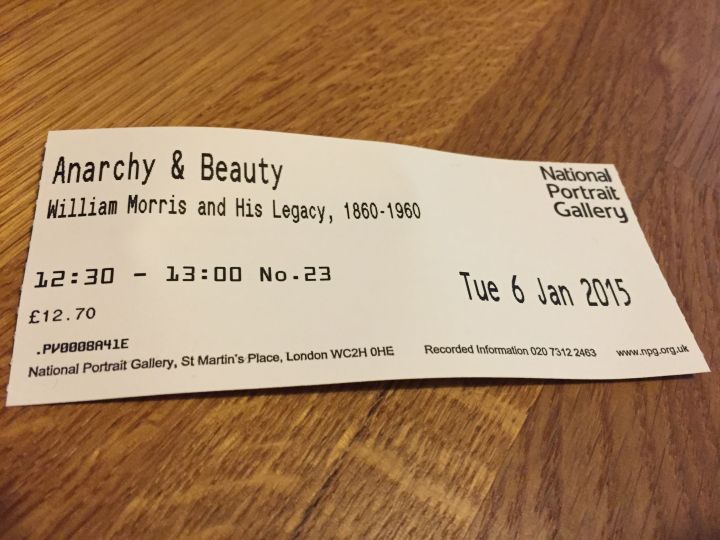 Anarchy & Beauty
William Morris and His Legacy, 1860-1960
National
Portrait
Gallery
12:30 - 13:00 No.23
Tue 6 Jan 2015
£12.70
.PV0008A41E
National Portrait Gallery, St Martin's Place, London WC2H 0HE
Recorded Information 020 7312 2463
www.npg.org.uk